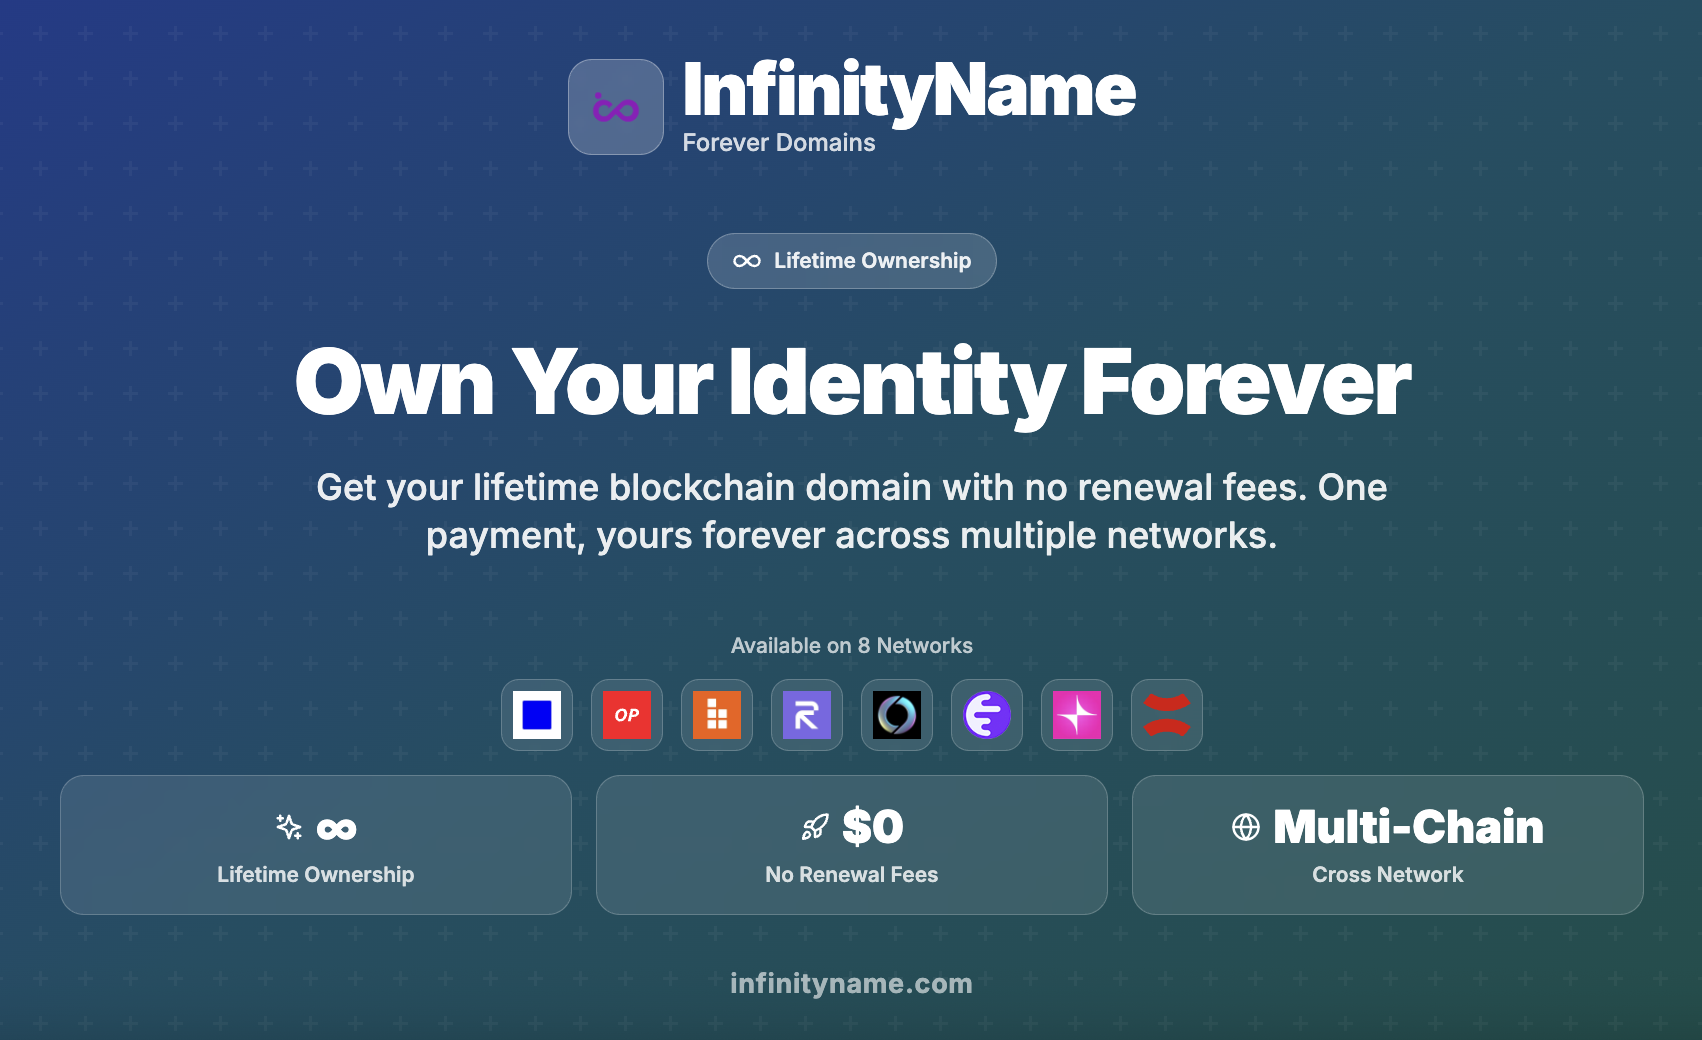 InfinityName
Forever Domains
Lifetime Ownership
Own Your Identity Forever
Get your lifetime blockchain domain with no renewal fees. One
payment, yours forever across multiple networks.
Available on 8 Networks
OP
∞
Lifetime Ownership
$0
No Renewal Fees
Multi-Chain
Cross Network
infinityname.com